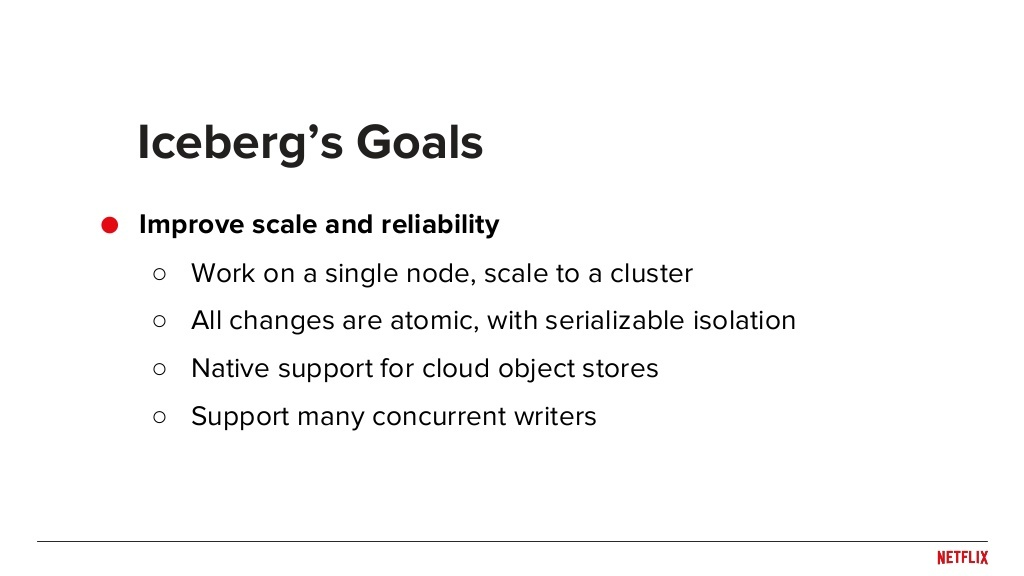 Iceberg’s Goals
● Improve scale and reliability
○ Work on a single node, scale to a cluster
○ All changes are atomic, with serializable isolation
○ Native support for cloud object stores
○ Support many concurrent writers
NETFLIX